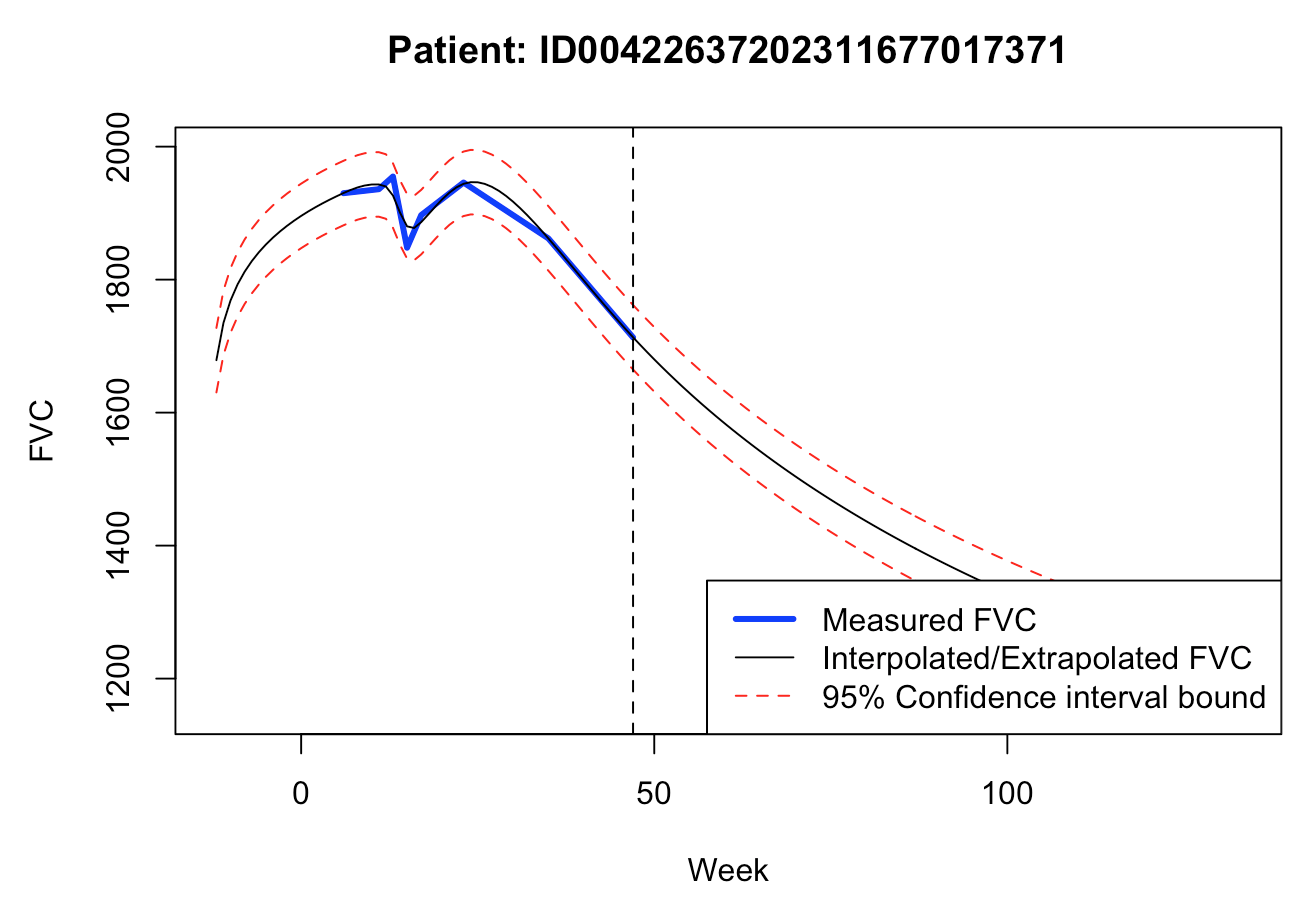 Patient: ID00422637202311677017371
2000
1800
1600
1400
1200
FVC
Measured FVC
Interpolated/Extrapolated FVC
95% Confidence interval bound
0 50 100
Week